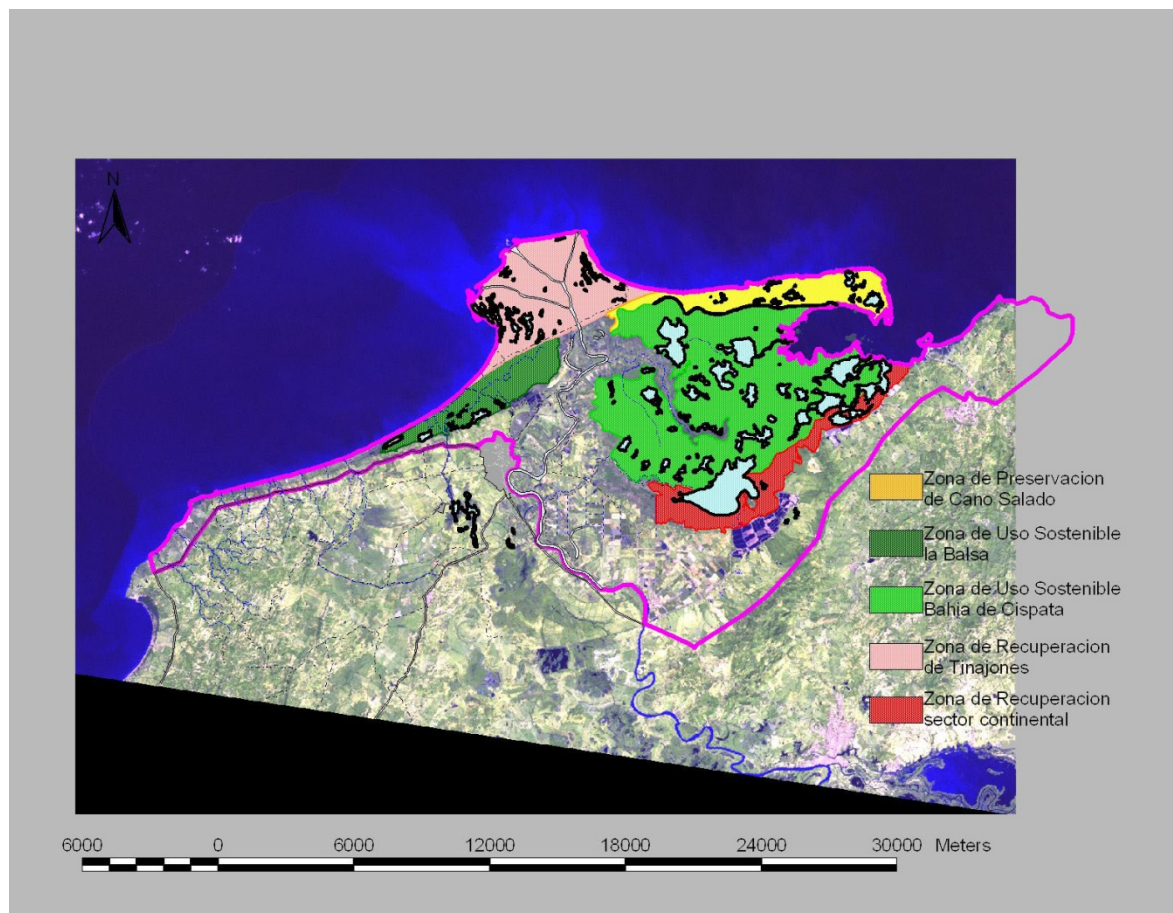 N
Zona de Preservacion
de Cano Salado
Zona de Uso Sostenible
la Balsa
Zona de Uso Sostenible
Bahia de Cispata
Zona de Recuperacion
de Tinajones
Zona de Recuperacion
sector continental
6000 0 6000 12000 18000 24000 30000 Meters